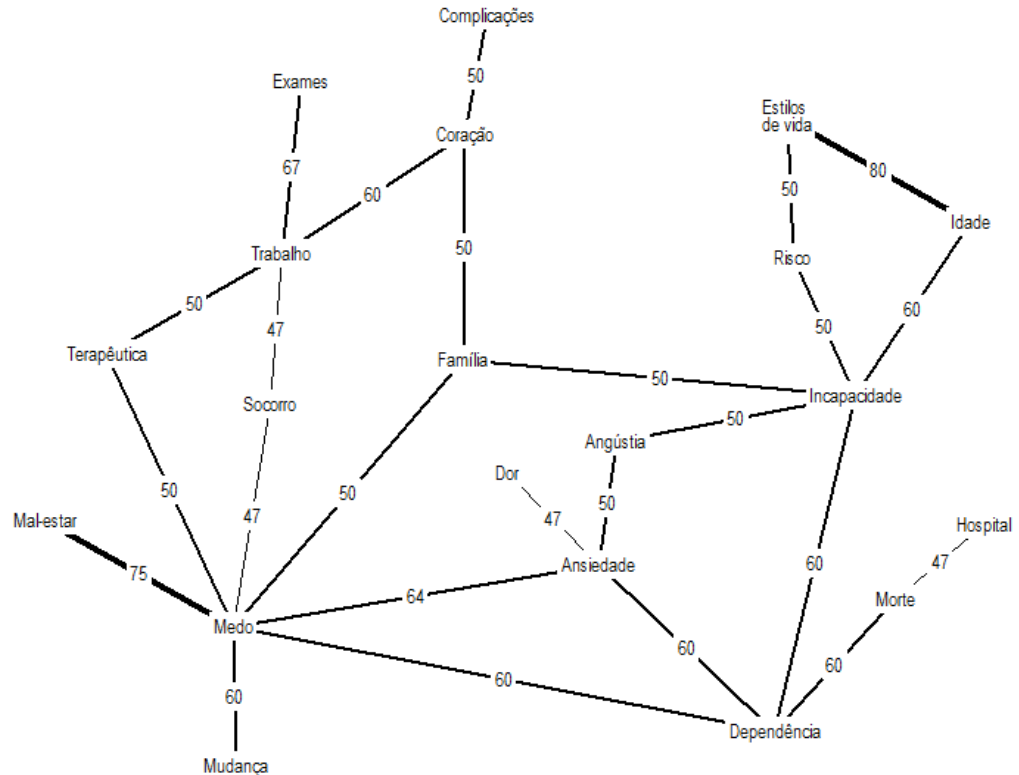 Complicações
50
Exames
Coração
Estilos
de vida
67
60
80
50
Idade
Trabalho
50
Risco
50
47
50
60
Terapêutica
Família
50
Incapacidade
Socorro
50
Angústia
Dor
50
50
50
47
47
Mal-estar
Hospital
75
Ansiedade
60
47
64
Morte
Medo
60
60
60
60
Dependência
Mudança